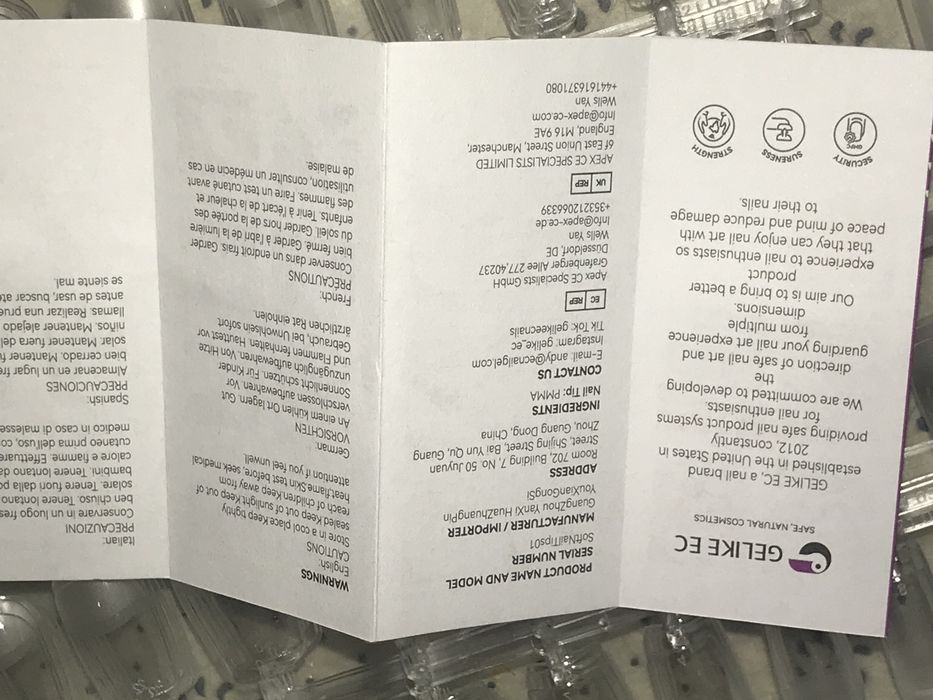 GELIKE EC
SAFE, NATURAL COSMETICS
GELIKE EC, a nail brand
established in the United States in
2012, constantly
providing safe nail product systems
for nail enthusiasts.
We are committed to developing
the
direction of safe nail art and
guarding your nail art experience
from multiple
dimensions.
Our aim is to bring a better
product
experience to nail enthusiasts so
that they can enjoy nail art with
peace of mind and reduce damage
to their nails.
SECURITY
SURENESS
STRENGTH
PRODUCT NAME AND MODEL
SERIAL NUMBER
SoftNailTips01
MANUFACTURER / IMPORTER
GuangZhou YanXi HuaZhuangPin
YouXianGongSi
ADDRESS
Room 702, Building 7, No. 50 Juyuan
Street, Shijing Street, Bai Yun Qu, Guang
Zhou, Guang Dong, China
INGREDIENTS
Nail Tip: PMMA
CONTACT US
E-mail: andy@ecnailgel.com
Instagram: gelike_ec
Tik Tok: gelikeecnails
EC REP
Apex CE Specialists GmbH
Grafenberger Allee 277,40237
Düsseldorf, DE
Wells Yan
Info@apex-ce.de
+353212066339
UK REP
APEX CE SPECIALISTS LIMITED
6f East Union Street, Manchester,
England, M16 9AE
Info@apex-ce.com
Wells Yan
+441616371080
WARNINGS
English:
CAUTIONS
Store in a cool place Keep tightly
sealed Keep out of sunlight Keep out of
reach of children Keep away from
heat,flame Skin test before, seek medical
attention if you feel unwell
German:
VORSICHTEN
An einem kühlen Ort lagern. Gut
verschlossen aufbewahren. Vor
Sonnenlicht schützen. Für Kinder
unzugänglich aufbewahren. Von Hitze
und Flammen fernhalten Hauttest vor
Gebrauch, bei Unwohlsein sofort
ärztlichen Rat einholen.
French:
PRÉCAUTIONS
Conserver dans un endroit frais Garder
bien fermé. Garder à l'abri de la lumière
du soleil. Garder hors de la portée des
enfants. Tenir à l'écart de la chaleur et
des flammes. Faire un test cutané avant
utilisation, consulter un médecin en cas
de malaise.
Italian:
PRECAUZIONI
Conservare in un luogo fres
ben chiuso. Tenere lontano
solare. Tenere fuori dalla po
bambini. Tenere lontano da
calore e fiamme. Effettuare
cutaneo prima dell'uso, co
medico in caso di malesse
Spanish:
PRECAUCIONES
Almacenar en un lugar fre
bien cerrado. Mantener fu
solar. Mantener fuera del
niños. Mantener alejado
llamas. Realizar una prue
antes de usar, buscar ate
se siente mal.